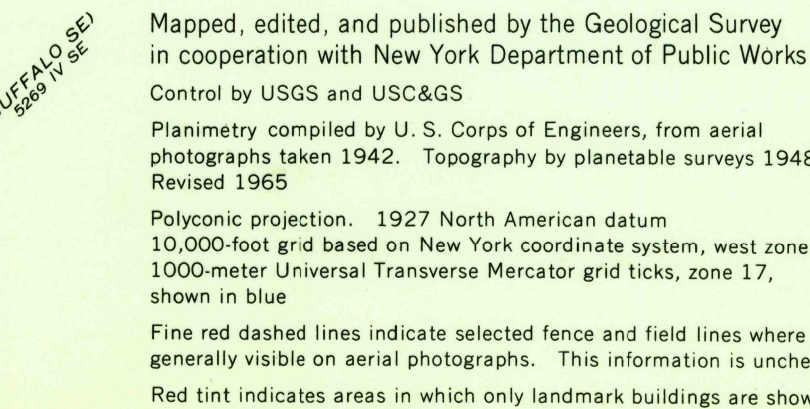 BUFFALO SE)
5269 IV SE
Mapped, edited, and published by the Geological Survey
in cooperation with New York Department of Public Works
Control by USGS and USC&GS
Planimetry compiled by U. S. Corps of Engineers, from aerial
photographs taken 1942. Topography by planetable surveys 1948
Revised 1965
Polyconic projection. 1927 North American datum
10,000-foot grid based on New York coordinate system, west zone
1000-meter Universal Transverse Mercator grid ticks, zone 17,
shown in blue
Fine red dashed lines indicate selected fence and field lines where
generally visible on aerial photographs. This information is unche
Red tint indicates areas in which only landmark buildings are show